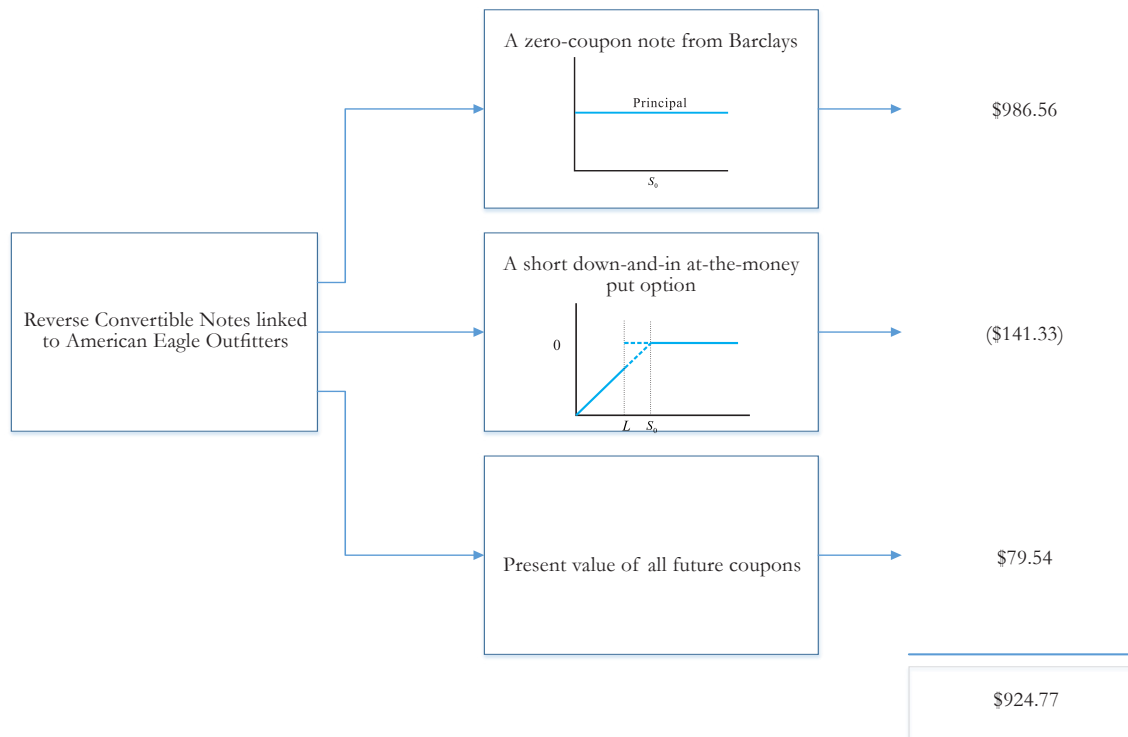 A zero-coupon note from Barclays
Principal
S₀
$986.56
Reverse Convertible Notes linked
to American Eagle Outfitters
A short down-and-in at-the-money
put option
0
L S₀
($141.33)
Present value of all future coupons
$79.54
$924.77